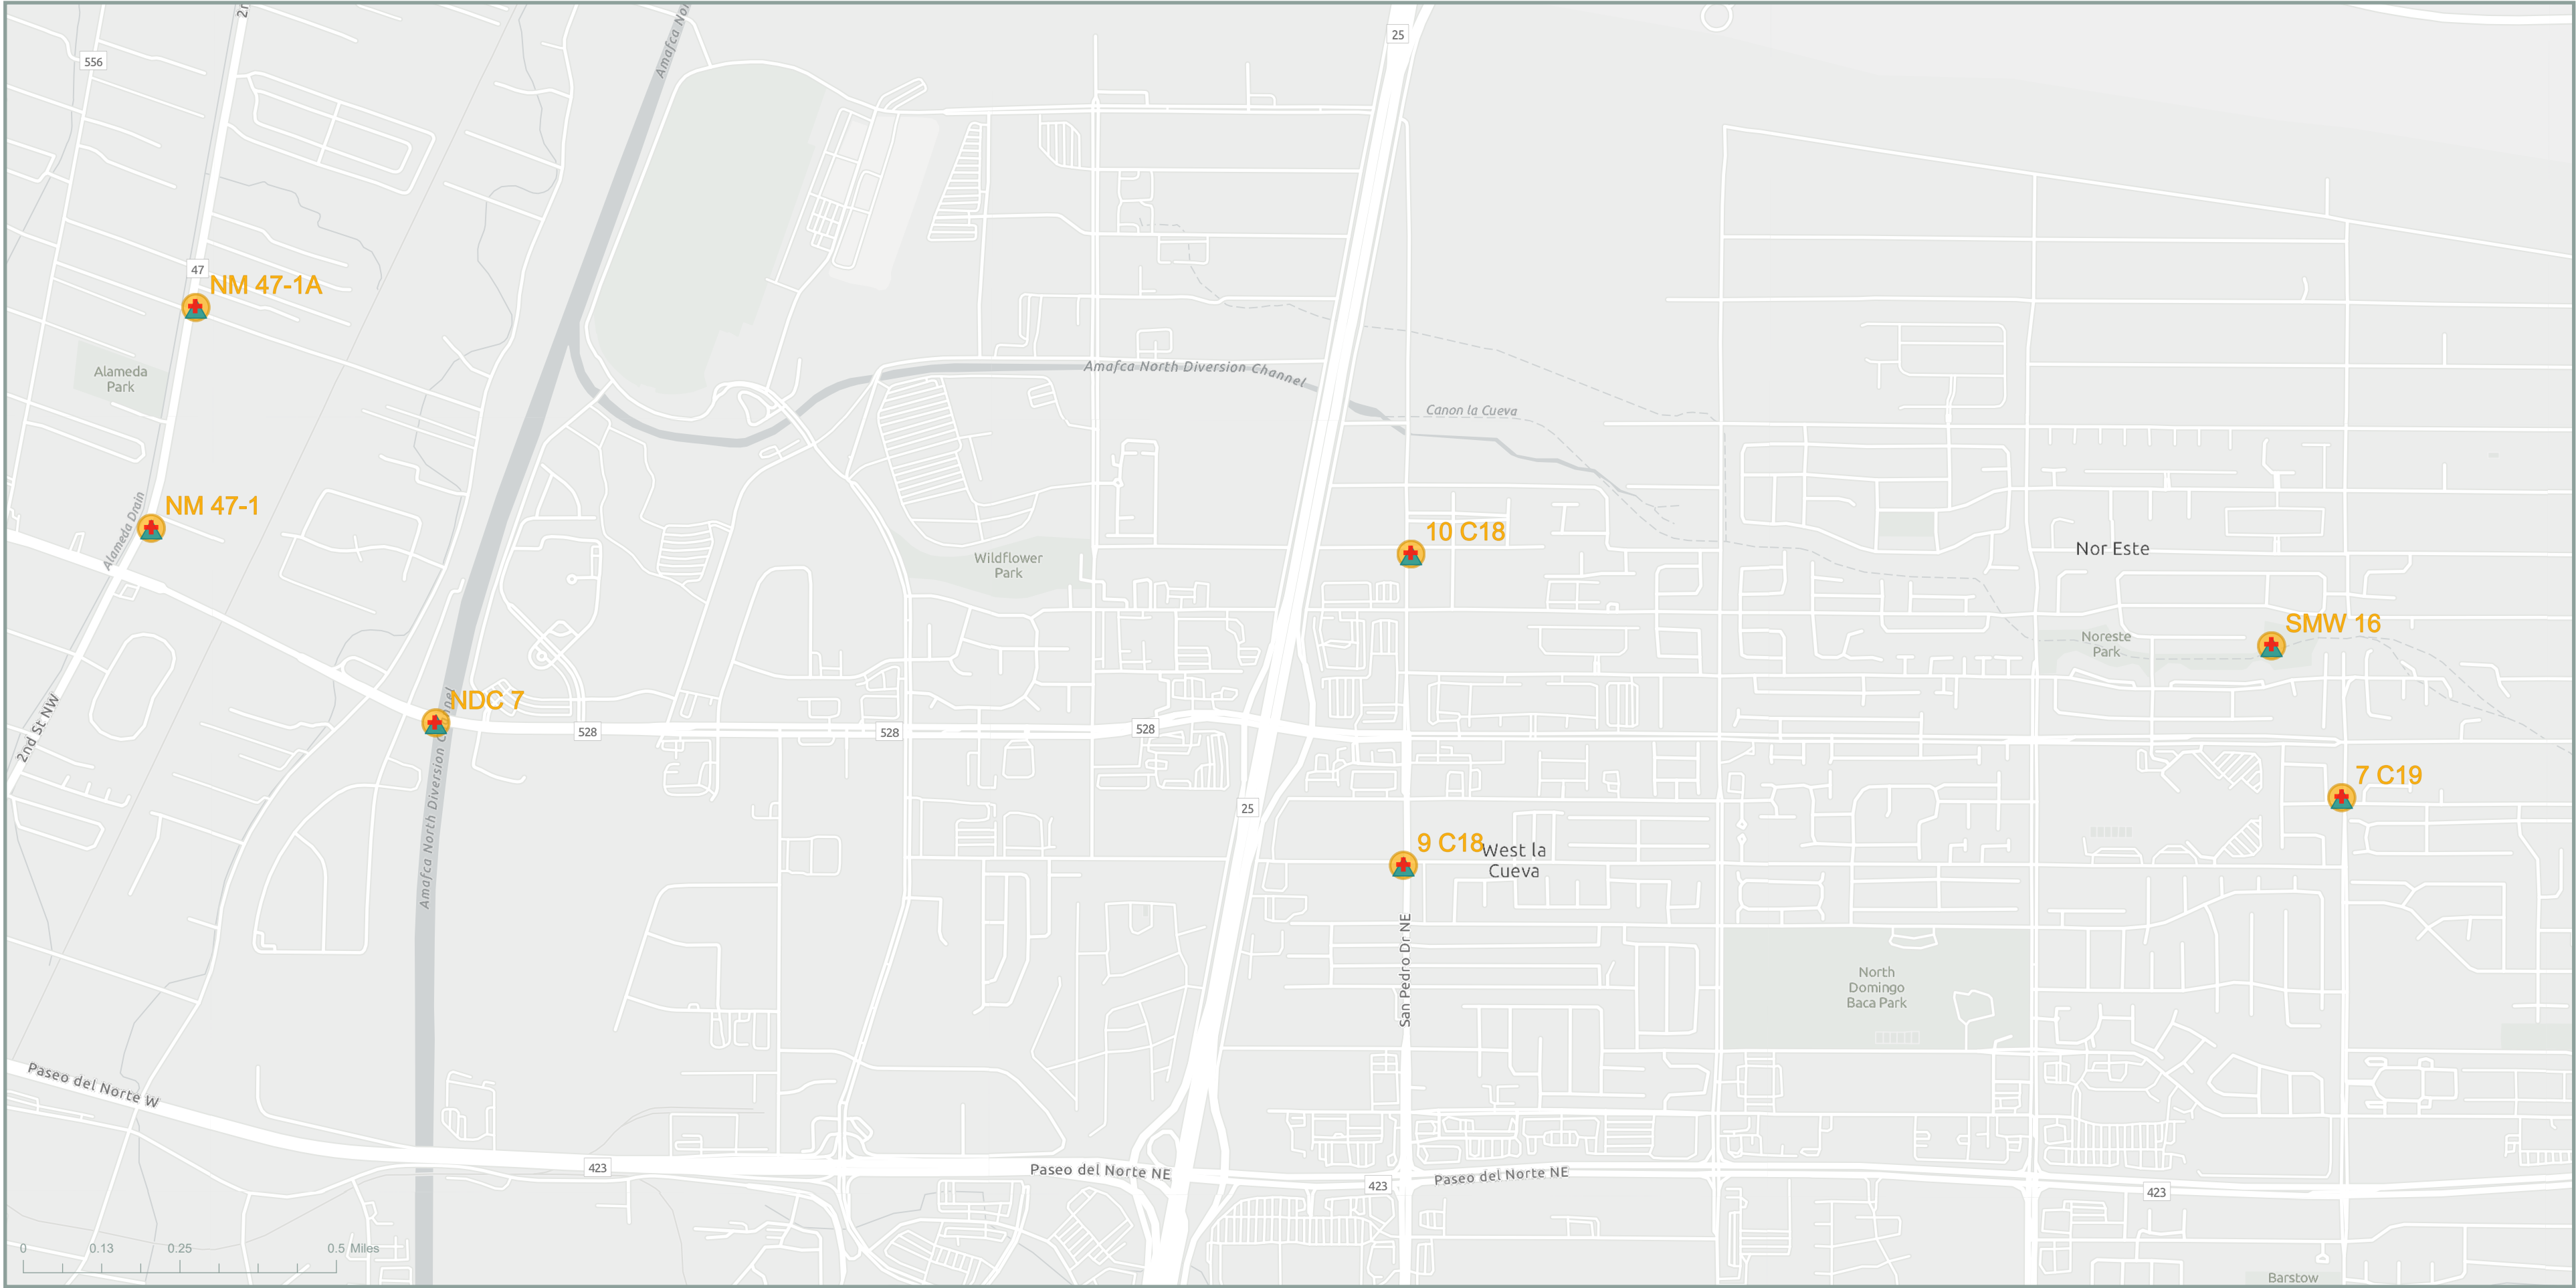 2n
Amafca Nor
25
556
47
NM 47-1A
Alameda
Park
Amafca North Diversion Channel
Canon la Cueva
NM 47-1
Alameda Drain
10 C18
Wildflower
Park
Nor Este
SMW 16
Noreste
Park
NDC 7
2nd St NW
528
528
528
Amafca North Diversion Channel
7 C19
25
9 C18
West la
Cueva
San Pedro Dr NE
North
Domingo
Baca Park
Paseo del Norte W
423
Paseo del Norte NE
423
Paseo del Norte NE
423
0 0.13 0.25 0.5 Miles
Barstow